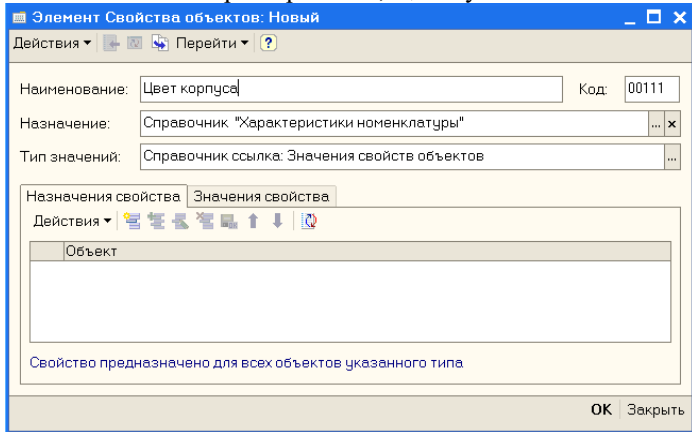 Элемент Свойства объектов: Новый
Действия Перейти ?
Наименование: Цвет корпуса Код: 00111
Назначение: Справочник "Характеристики номенклатуры" ... x
Тип значений: Справочник ссылка: Значения свойств объектов ...
Назначения свойства Значения свойства
Действия
Объект
Свойство предназначено для всех объектов указанного типа
ОК Закрыть